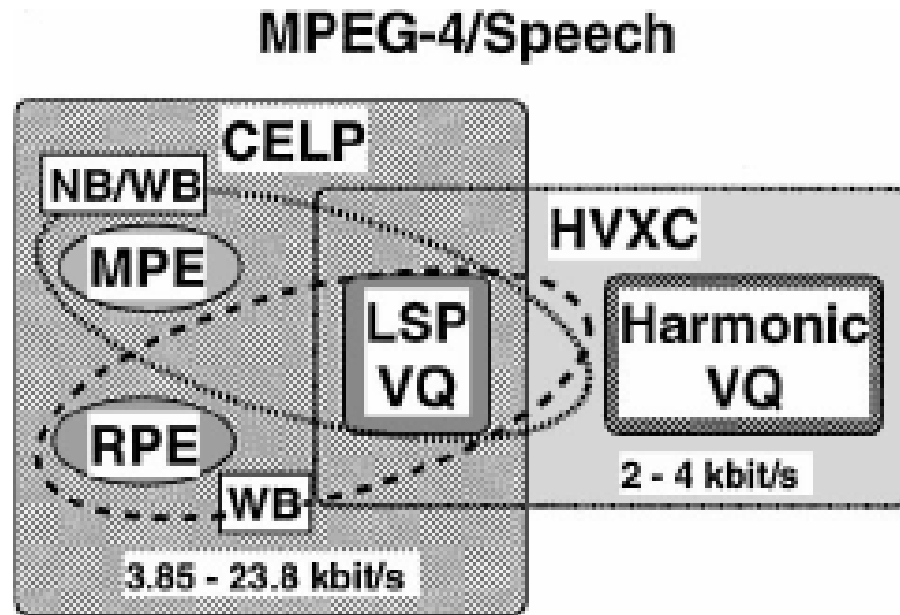 MPEG-4/Speech
CELP
NB/WB
MPE
HVXC
LSP
VQ
Harmonic
VQ
RPE
WB
2 - 4 kbit/s
3.85 - 23.8 kbit/s